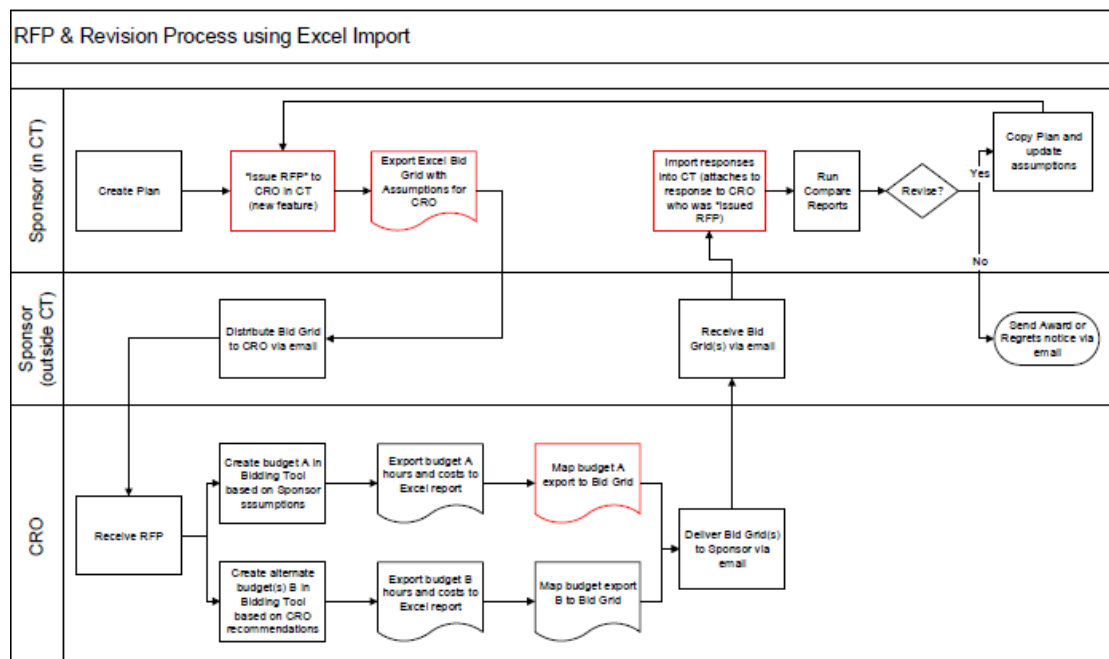 RFP & Revision Process using Excel Import
Sponsor (in CT)
Create Plan
"Issue RFP" to
CRO in CT
(new feature)
Export Excel Bid
Grid with
Assumptions for
CRO
Import responses
into CT (attaches to
response to CRO
who was "Issued
RFP)
Run
Compare
Reports
Revise?
Yes
Copy Plan and
update
assumptions
No
Sponsor
(outside CT)
Distribute Bid Grid
to CRO via email
Receive Bid
Grid(s) via email
Send Award or
Regrets notice via
email
CRO
Receive RFP
Create budget A in
Bidding Tool
based on Sponsor
sssumptions
Export budget A
hours and costs to
Excel report
Map budget A
export to Bid Grid
Deliver Bid Grid(s)
to Sponsor via
email
Create alternate
budget(s) B in
Bidding Tool
based on CRO
recommendations
Export budget B
hours and costs to
Excel report
Map budget export
B to Bid Grid